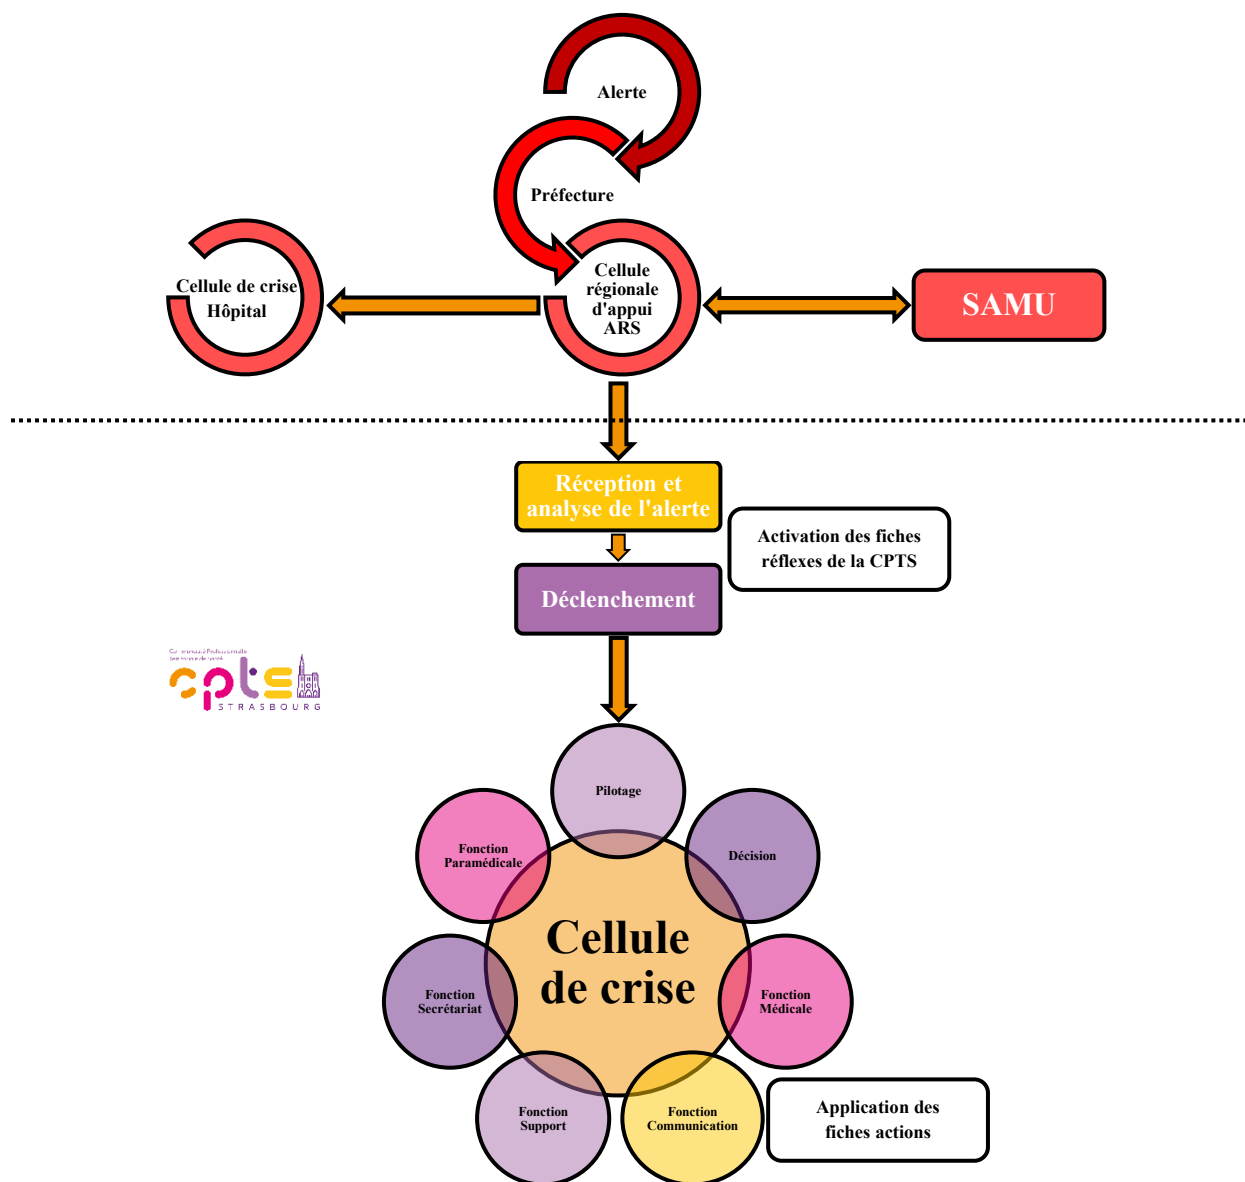 Alerte
Préfecture
Cellule de crise
Hôpital
Cellule
régionale
d'appui
ARS
SAMU
Réception et
analyse de l'alerte
Activation des fiches
réflexes de la CPTS
Déclenchement
cpts
STRASBOURG
Pilotage
Fonction
Paramédicale
Décision
Cellule
de crise
Fonction
Secrétariat
Fonction
Médicale
Fonction
Support
Fonction
Communication
Application des
fiches actions